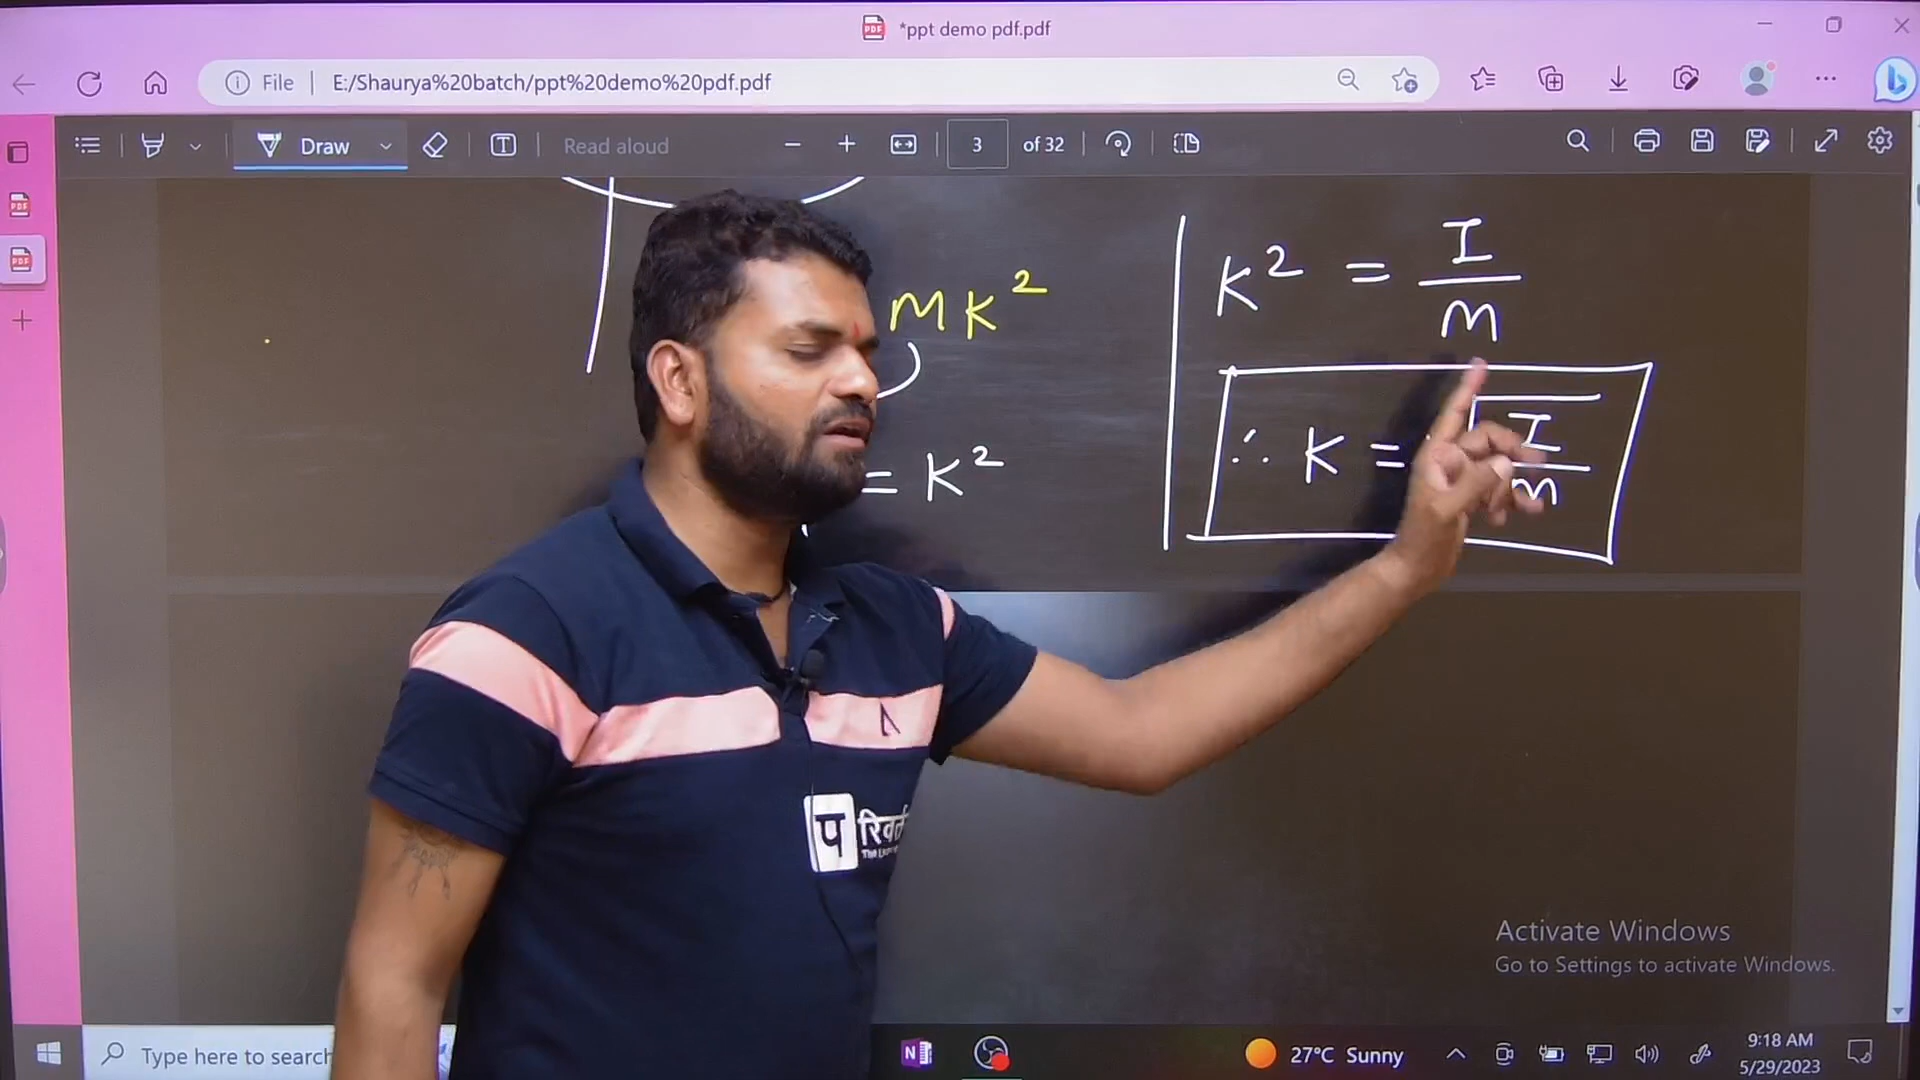 *ppt demo pdf.pdf
File | E:/Shaurya%20batch/ppt%20demo%20pdf.pdf
Draw
Read aloud
3 of 32
MK²
= K²
K² = I/M
∴ K = √(I/M)
परिवर्त
Activate Windows
Go to Settings to activate Windows.
Type here to search
27°C Sunny
9:18 AM
5/29/2023